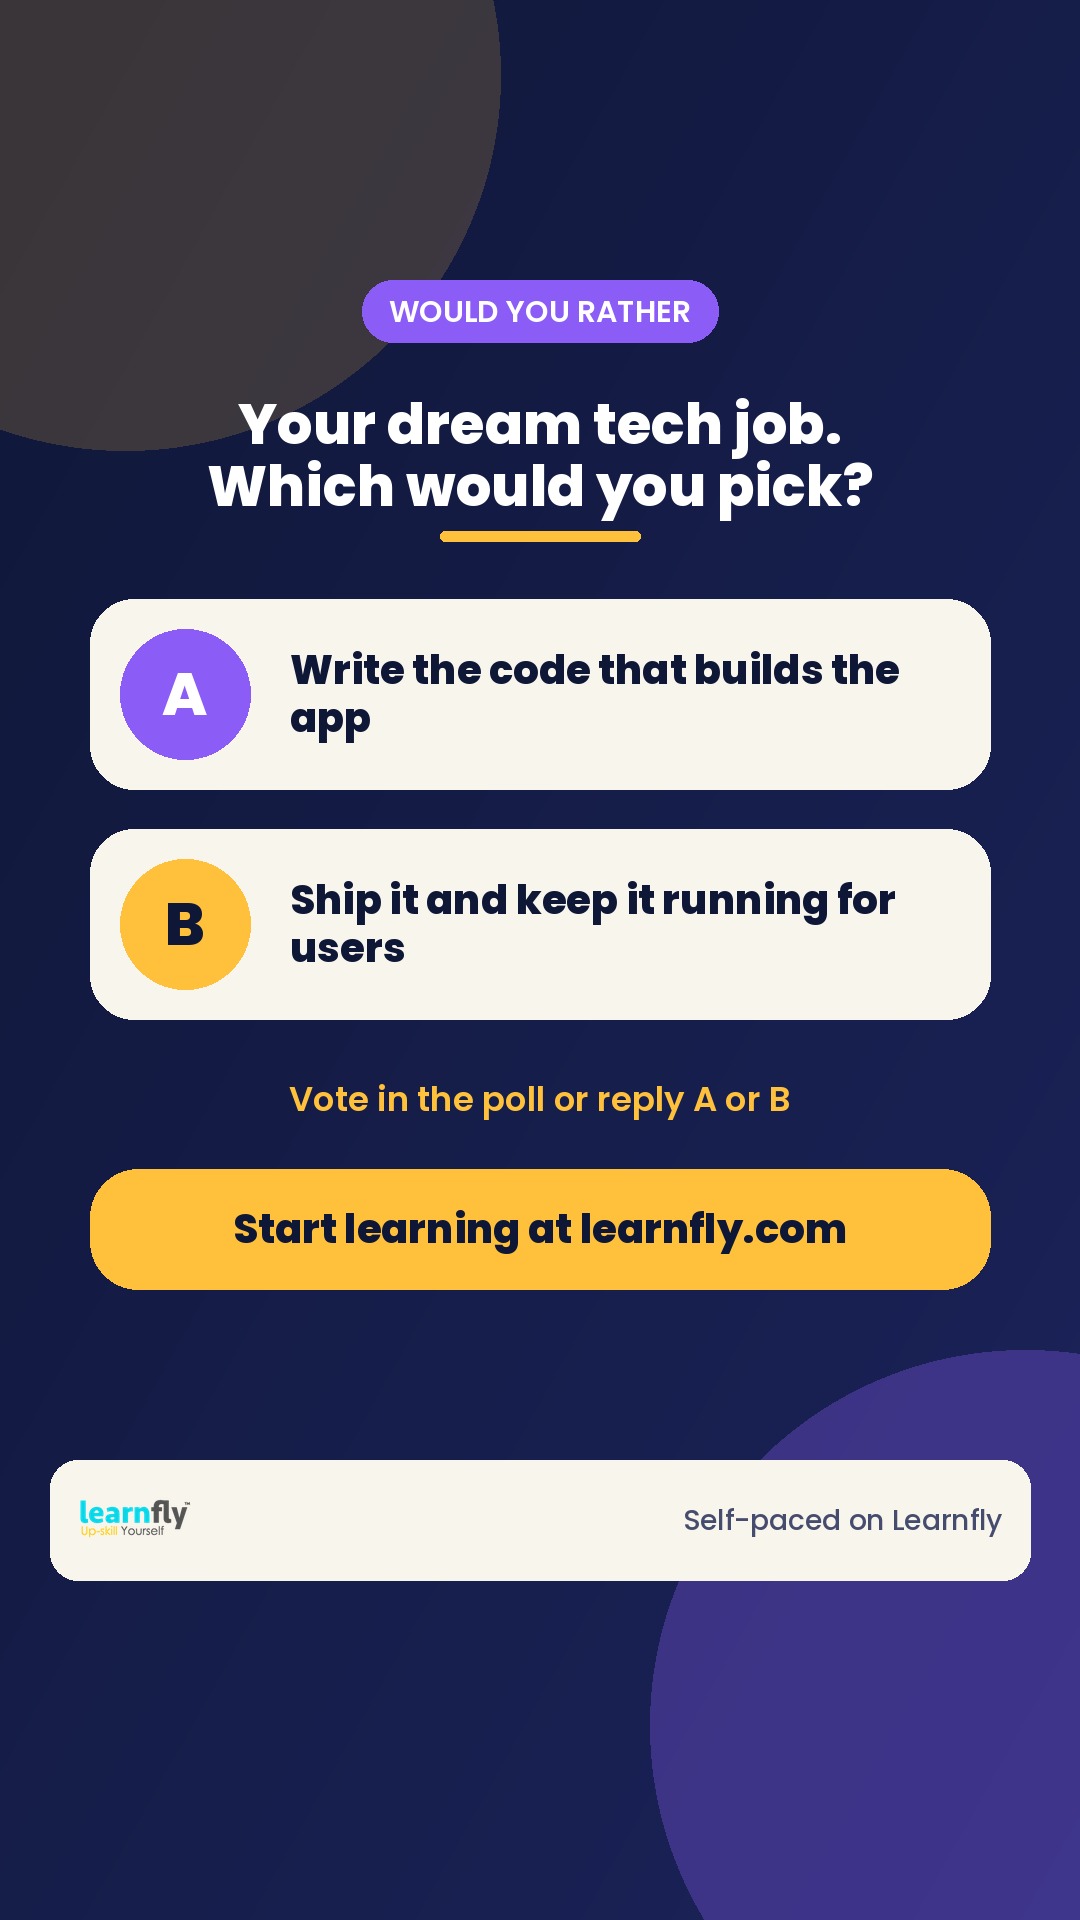 WOULD YOU RATHER
Your dream tech job.
Which would you pick?
A
Write the code that builds the
app
B
Ship it and keep it running for
users
Vote in the poll or reply A or B
Start learning at learnfly.com
learnfly™
Up-skill Yourself
Self-paced on Learnfly